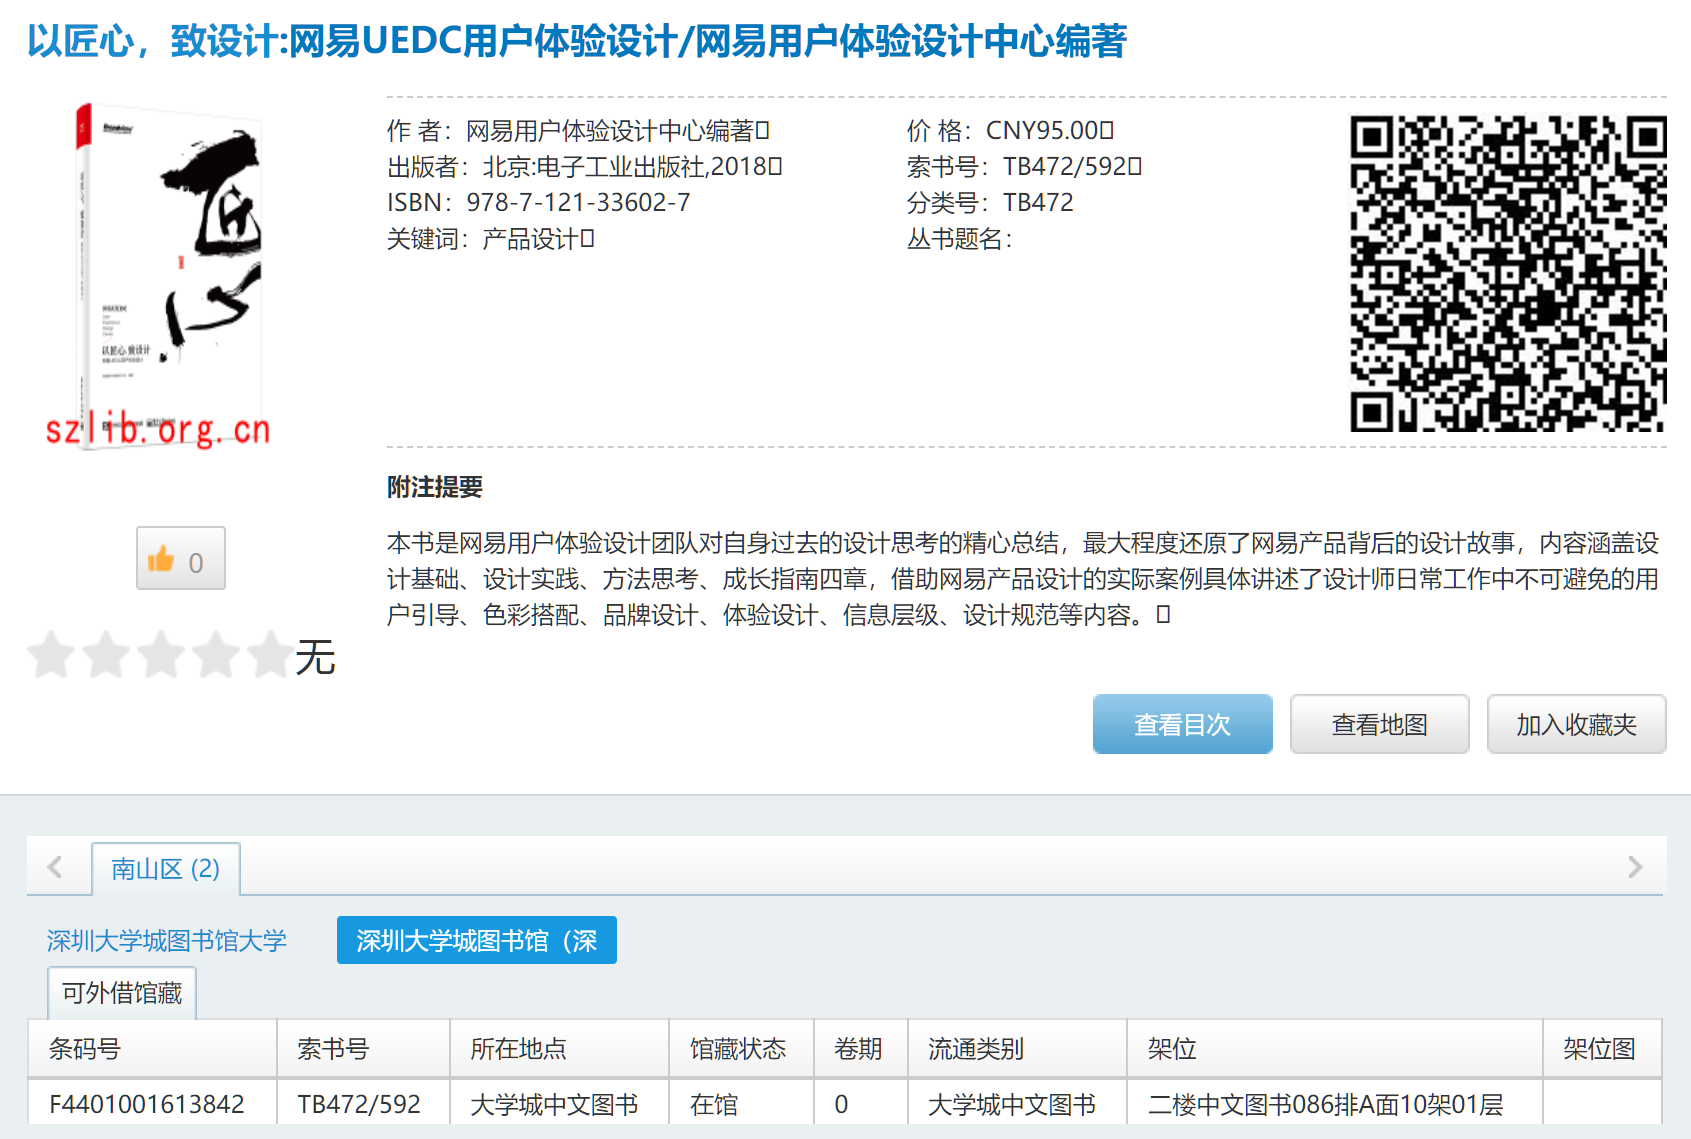 以匠心，致设计:网易UEDC用户体验设计/网易用户体验设计中心编著
匠
心
以匠心,致设计
szlib.org.cn
作 者：网易用户体验设计中心编著
价 格：CNY95.00
出版者：北京:电子工业出版社,2018
索书号：TB472/592
ISBN：978-7-121-33602-7
分类号：TB472
关键词：产品设计
丛书题名：
附注提要
本书是网易用户体验设计团队对自身过去的设计思考的精心总结，最大程度还原了网易产品背后的设计故事，内容涵盖设
计基础、设计实践、方法思考、成长指南四章，借助网易产品设计的实际案例具体讲述了设计师日常工作中不可避免的用
户引导、色彩搭配、品牌设计、体验设计、信息层级、设计规范等内容。
0
无
查看目次 查看地图 加入收藏夹
南山区 (2)
深圳大学城图书馆大学 深圳大学城图书馆（深
可外借馆藏
条码号 索书号 所在地点 馆藏状态 卷期 流通类别 架位 架位图
F4401001613842 TB472/592 大学城中文图书 在馆 0 大学城中文图书 二楼中文图书086排A面10架01层